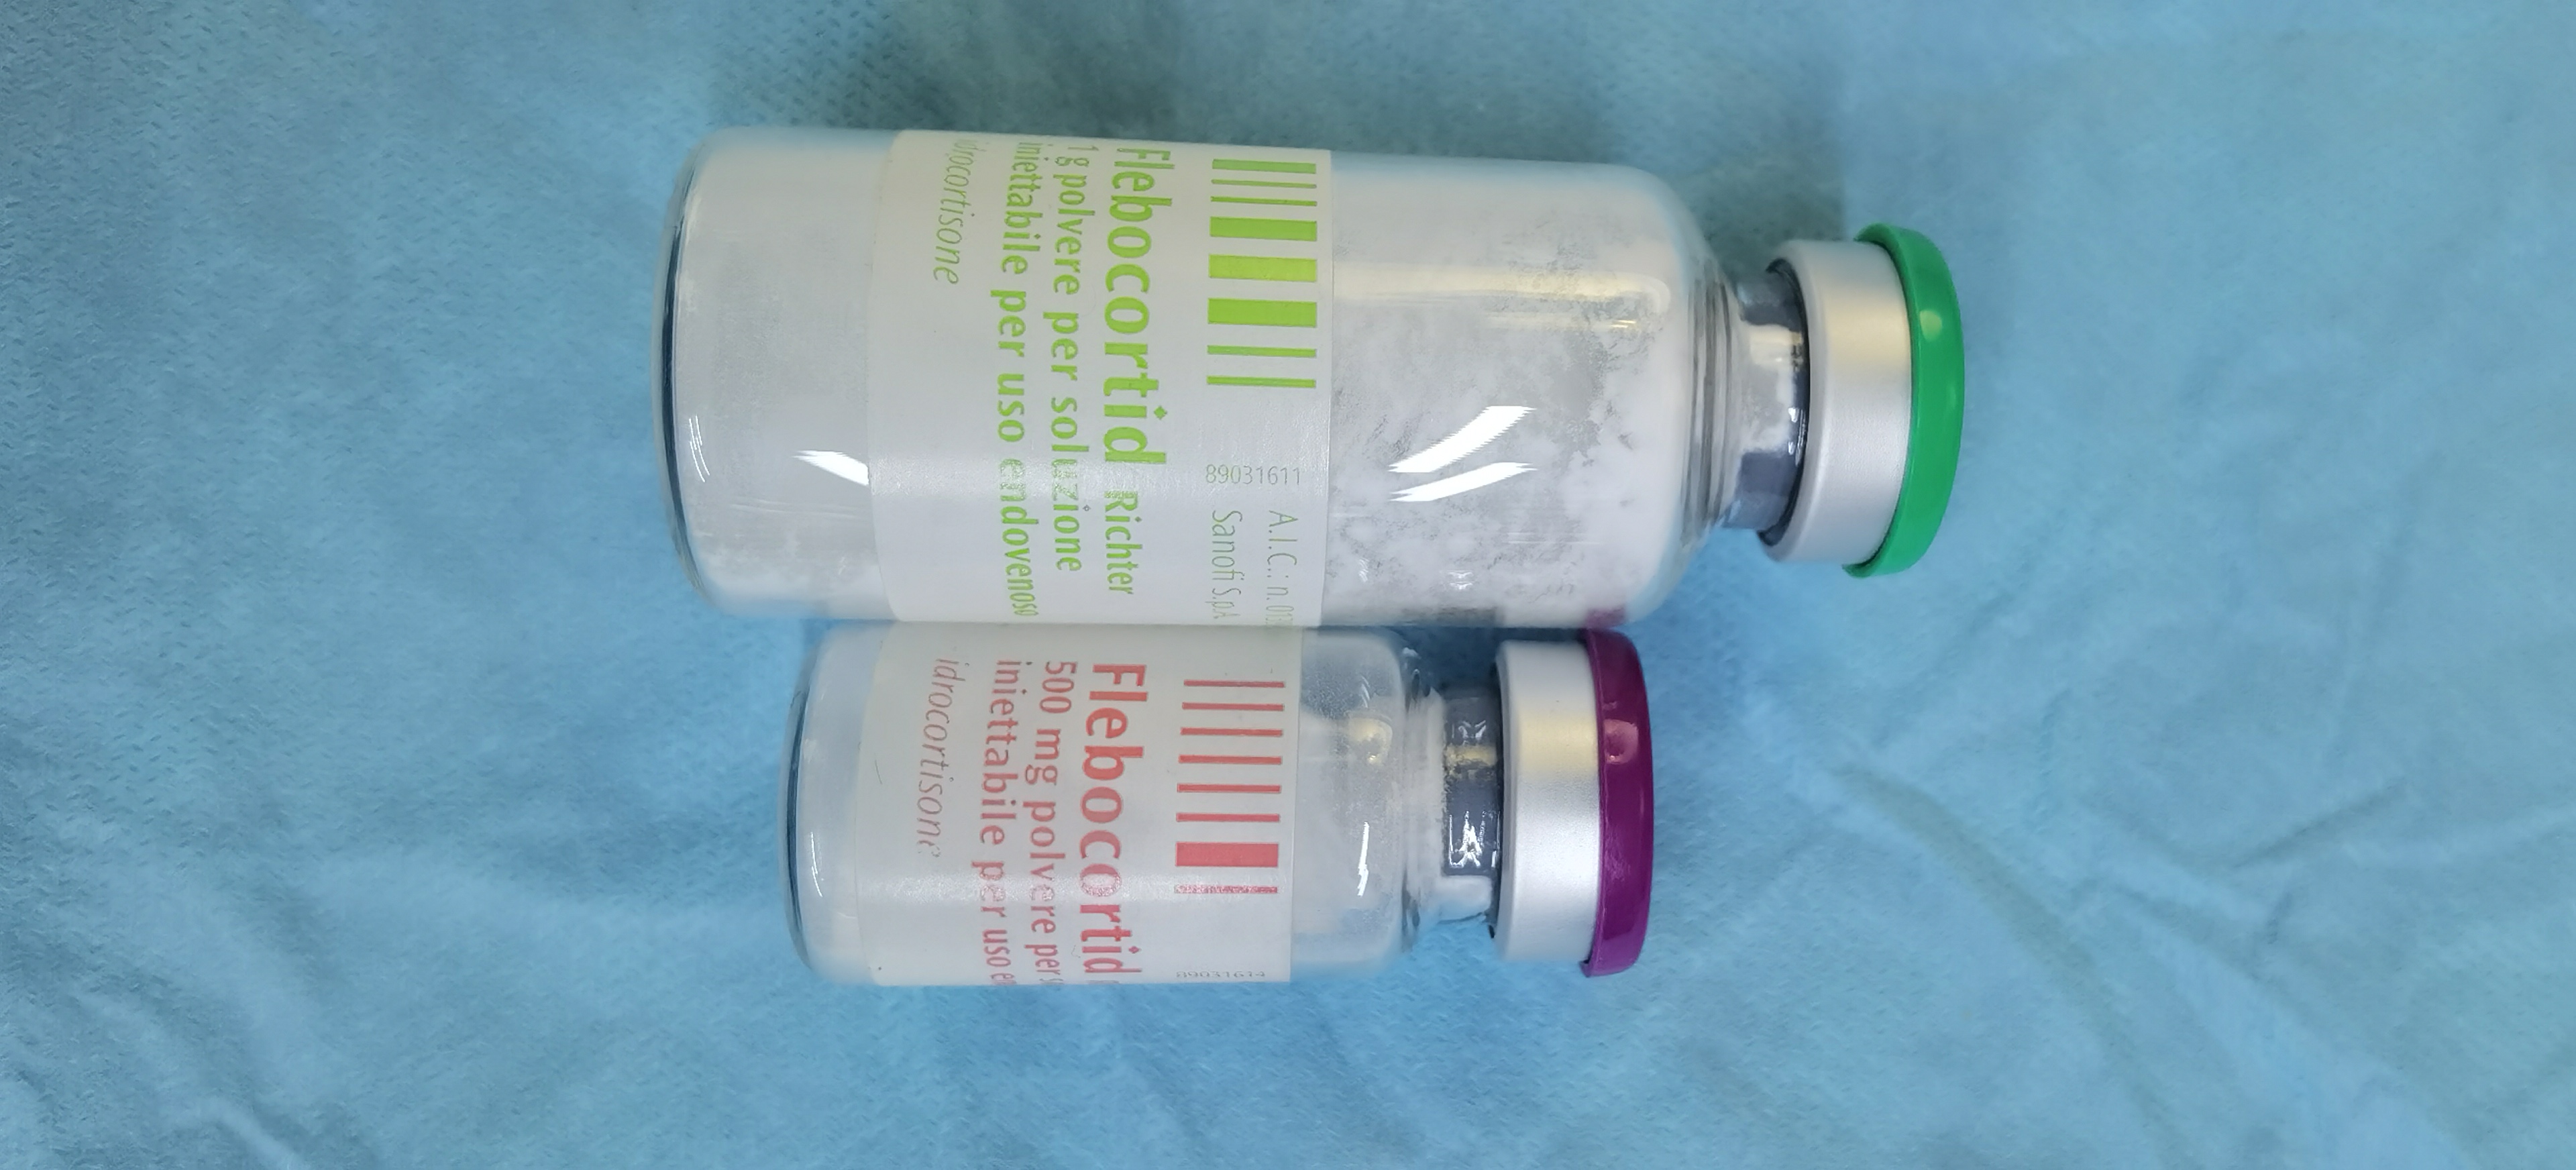 89031611
A.I.C.: n. 01
Sanofi S.p.A.
Flebocortid Richter
1 g polvere per soluzione
iniettabile per uso endovenoso
idrocortisone
Flebocortid
500 mg polvere per
iniettabile per uso
idrocortisone